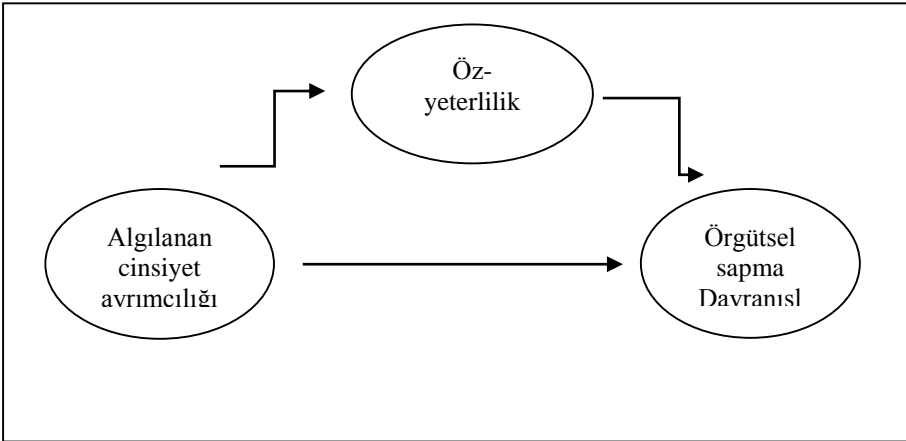 Öz-
yeterlilik
Algılanan
cinsiyet
ayrımcılığı
Örgütsel
sapma
Davranışl